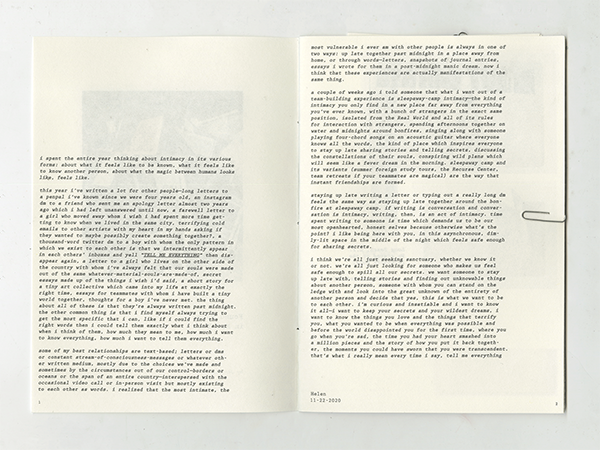 i spent the entire year thinking about intimacy in its various
forms: about what it feels like to be known, what it feels like
to know another person, about what the magic between humans looks
like, feels like.
this year i've written a lot for other people—long letters to
a penpal i've known since we were four years old, an instagram
dm to a friend who sent me an apology letter almost two years
ago which i had left unanswered until now, a farewell letter to
a girl who moved away whom i wish i had spent more time get-
ting to know when we lived in the same city, terrifying cold
emails to other artists with my heart in my hands asking if
they wanted to maybe possibly create something together?, a
thousand-word twitter dm to a boy with whom the only pattern in
which we exist to each other is that we intermittently appear
in each others' inboxes and yell "TELL ME EVERYTHING" then dis-
appear again, a letter to a girl who lives on the other side of
the country with whom i've always felt that our souls were made
out of the same whatever-material-souls-are-made-of, secret
essays made up of the things i wish i'd said, a short story for
a tiny art collective which came into my life at exactly the
right time, essays for teammates with whom i have built a tiny
world together, thoughts for a boy i've never met. the thing
about all of these is that they're always written past midnight.
the other common thing is that i find myself always trying to
get the most specific that i can, like if i could find the
right words then i could tell them exactly what i think about
when i think of them, how much they mean to me, how much i want
to know everything, how much i want to tell them everything.
some of my best relationships are text-based: letters or dms
or constant stream-of-consciousness-messages or whatever oth-
er written medium, mostly due to the choices we've made and
sometimes by the circumstances out of our control—borders or
oceans or the span of an entire country—interspersed with the
occasional video call or in-person visit but mostly existing
to each other as words. i realized that the most intimate, the
most vulnerable i ever am with other people is always in one of
two ways: up late together past midnight in a place away from
home, or through words—letters, snapshots of journal entries,
essays i wrote for them in a post-midnight manic dream. now i
think that these experiences are actually manifestations of the
same thing.
a couple of weeks ago i told someone that what i want out of a
team-building experience is sleepaway-camp intimacy—the kind of
intimacy you only find in a new place far away from everything
you've ever known, with a bunch of strangers in the exact same
position, isolated from the Real World and all of its rules
for interaction with strangers, spending afternoons together on
water and midnights around bonfires, singing along with someone
playing four-chord songs on an acoustic guitar where everyone
knows all the words, the kind of place which inspires everyone
to stay up late sharing stories and telling secrets, discussing
the constellations of their souls, conspiring wild plans which
will seem like a fever dream in the morning. sleepaway camp and
its variants (summer foreign study tours, the Recurse Center,
team retreats if your teammates are magical) are the way that
instant friendships are formed.
staying up late writing a letter or typing out a really long dm
feels the same way as staying up late together around the bon-
fire at sleepaway camp. if writing is conversation and conver-
sation is intimacy, writing, then, is an act of intimacy. time
spent writing to someone is time which demands us to be our
most openhearted, honest selves because otherwise what's the
point? i like being here with you, in this asynchronous, dim-
ly-lit space in the middle of the night which feels safe enough
for sharing secrets.
i think we're all just seeking sanctuary, whether we know it
or not. we're all just looking for someone who makes us feel
safe enough to spill all our secrets. we want someone to stay
up late with, telling stories and finding out unknowable things
about another person. someone with whom you can stand on the
ledge with and look into the great unknown of the entirety of
another person and decide that yes, this is what we want to be
to each other. i'm curious and insatiable and i want to know
it all—i want to keep your secrets and your wildest dreams. i
want to know the things you love and the things that terrify
you, what you wanted to be when everything was possible and
before the world disappointed you for the first time, where you
go when you're sad, the time you had your heart smashed into
a million pieces and the story of how you put it back togeth-
er, the moments you could have sworn that you were transcendent.
that's what i really mean every time i say, tell me everything
Helen
11-22-2020